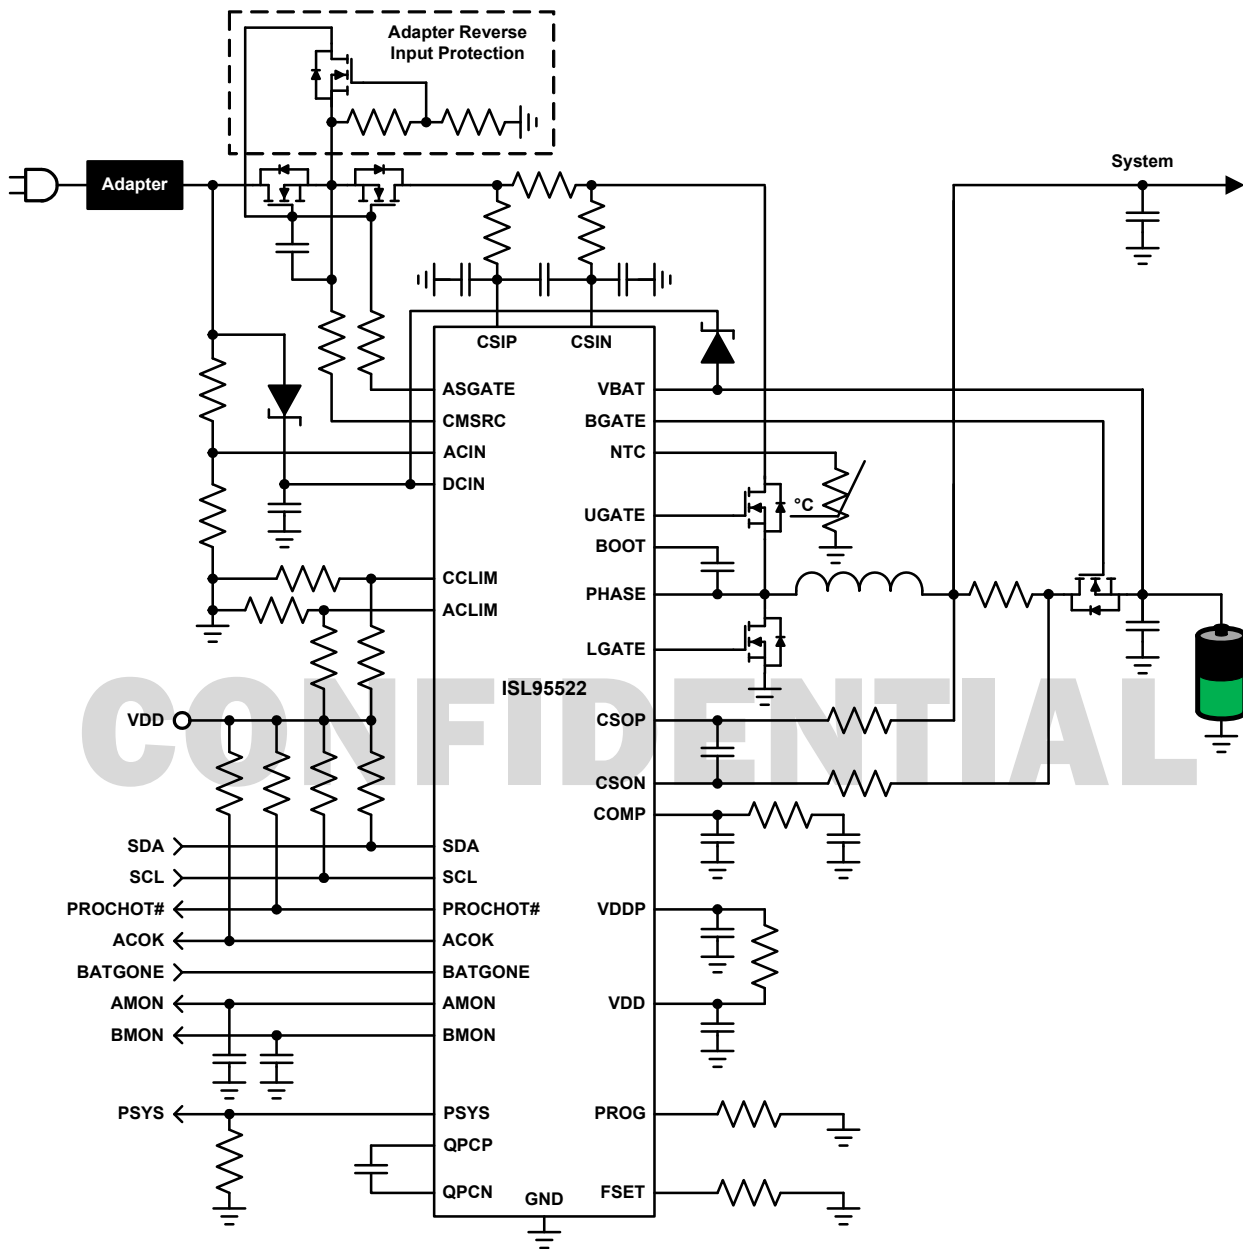 Adapter Reverse
Input Protection
Adapter
System
CSIP
CSIN
ASGATE
CMSRC
ACIN
DCIN
CCLIM
ACLIM
VBAT
BGATE
NTC
°C
UGATE
BOOT
PHASE
LGATE
ISL95522
CONFIDENTIAL
VDD
CSOP
CSON
COMP
SDA
SCL
PROCHOT#
ACOK
BATGONE
AMON
BMON
PSYS
SDA
SCL
PROCHOT#
ACOK
BATGONE
AMON
BMON
PSYS
QPCP
QPCN
VDDP
VDD
PROG
FSET
GND